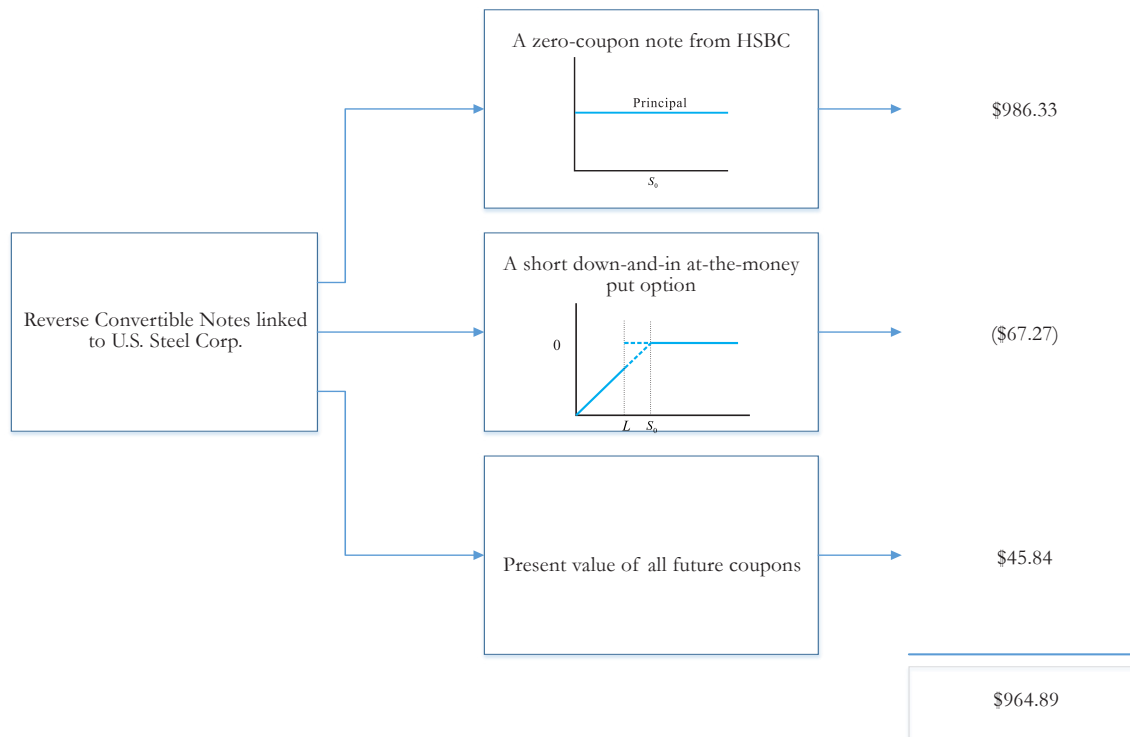 A zero-coupon note from HSBC
Principal
S₀
$986.33
Reverse Convertible Notes linked
to U.S. Steel Corp.
A short down-and-in at-the-money
put option
0
L S₀
($67.27)
Present value of all future coupons
$45.84
$964.89